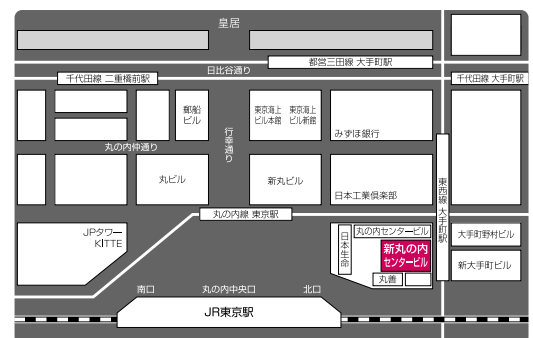 皇居
都営三田線 大手町駅
日比谷通り
千代田線 二重橋前駅
千代田線 大手町駅
郵船
ビル
行幸通り
東京海上
ビル本館
東京海上
ビル新館
みずほ銀行
丸の内仲通り
丸ビル
新丸ビル
日本工業倶楽部
東西線 大手町駅
丸の内線 東京駅
JPタワー
KITTE
日本生命
丸の内センタービル
新丸の内
センタービル
丸善
大手町野村ビル
新大手町ビル
南口
丸の内中央口
北口
JR東京駅